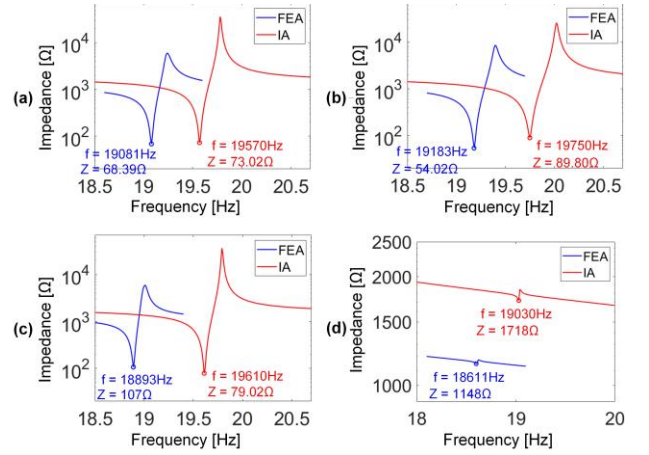 FEA
IA
10^4
10^3
10^2
Impedance [Ω]
(a)
f = 19081Hz
Z = 68.39Ω
f = 19570Hz
Z = 73.02Ω
18.5 19 19.5 20 20.5
Frequency [Hz]
FEA
IA
10^4
10^3
10^2
Impedance [Ω]
(b)
f = 19183Hz
Z = 54.02Ω
f = 19750Hz
Z = 89.80Ω
18.5 19 19.5 20 20.5
Frequency [Hz]
FEA
IA
10^4
10^3
10^2
Impedance [Ω]
(c)
f = 18893Hz
Z = 107Ω
f = 19610Hz
Z = 79.02Ω
18.5 19 19.5 20 20.5
Frequency [Hz]
FEA
IA
2500
2000
1500
1000
Impedance [Ω]
(d)
f = 19030Hz
Z = 1718Ω
f = 18611Hz
Z = 1148Ω
18 19 20
Frequency [Hz]